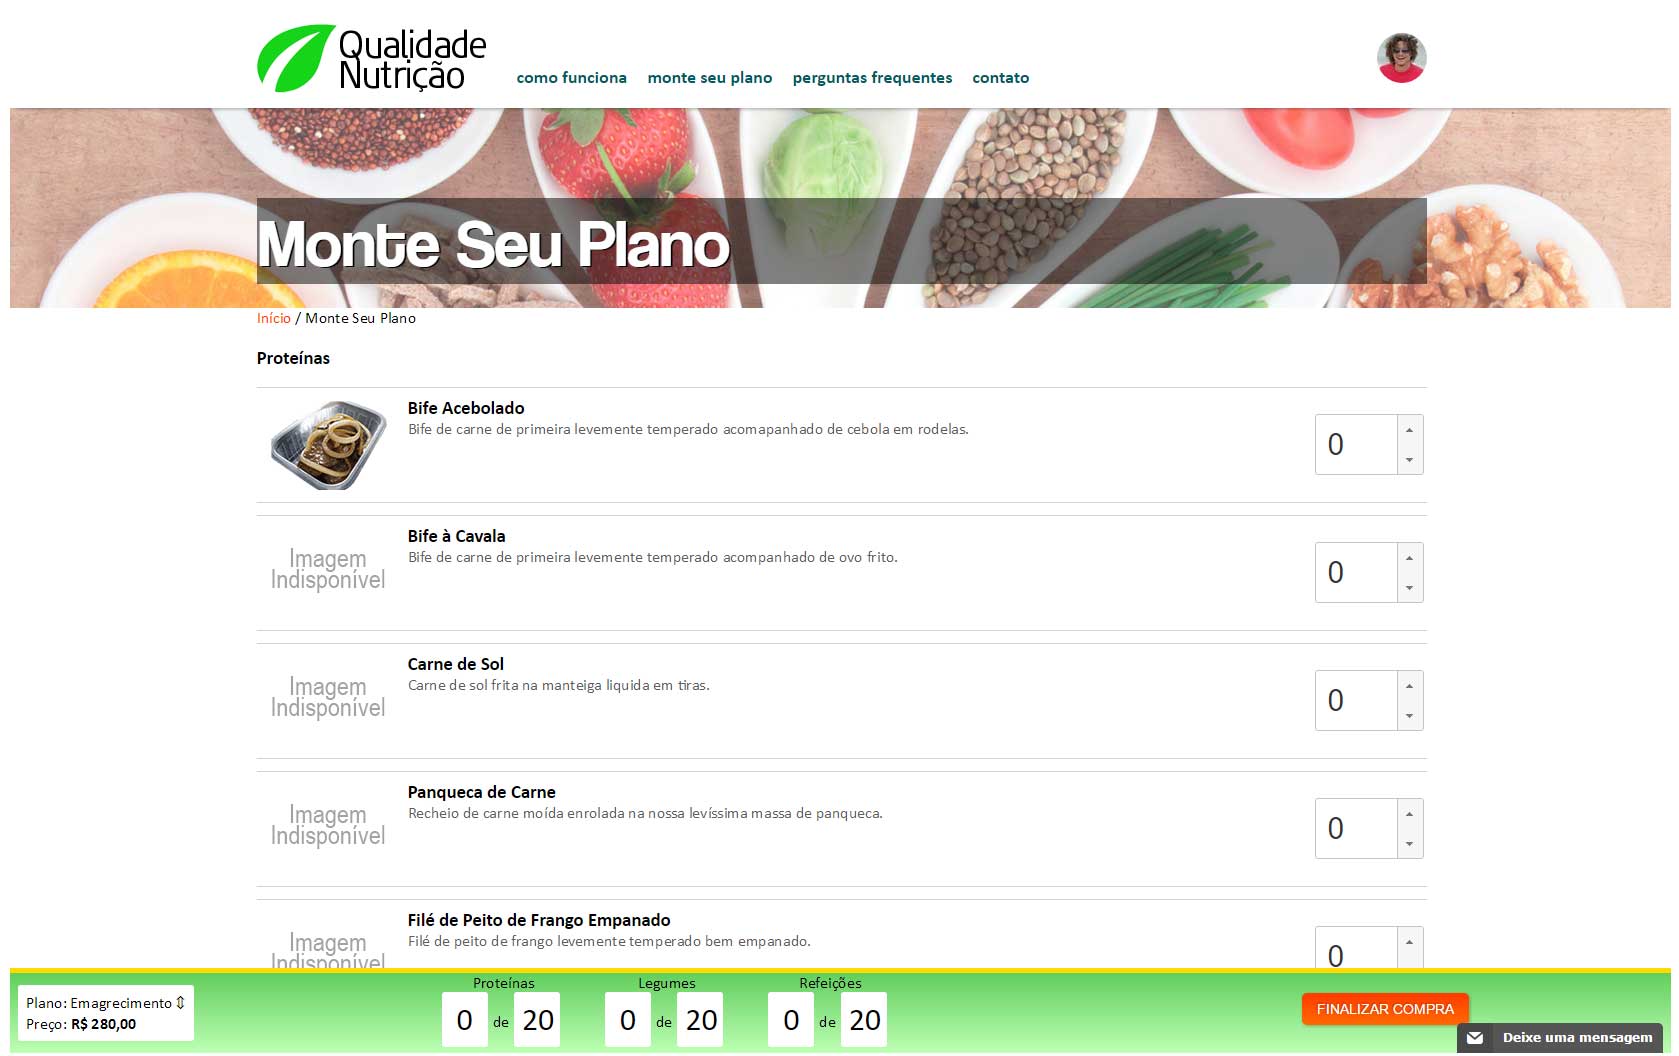 Qualidade
Nutrição
como funciona monte seu plano perguntas frequentes contato
Monte Seu Plano
Início / Monte Seu Plano
Proteínas
Bife Acebolado
Bife de carne de primeira levemente temperado acomapanhado de cebola em rodelas.
0
Imagem
Indisponível
Bife à Cavala
Bife de carne de primeira levemente temperado acompanhado de ovo frito.
0
Imagem
Indisponível
Carne de Sol
Carne de sol frita na manteiga liquida em tiras.
0
Imagem
Indisponível
Panqueca de Carne
Recheio de carne moída enrolada na nossa levíssima massa de panqueca.
0
Imagem
Indisponível
Filé de Peito de Frango Empanado
Filé de peito de frango levemente temperado bem empanado.
0
Plano: Emagrecimento
Preço: R$ 280,00
Proteínas
0 de 20
Legumes
0 de 20
Refeições
0 de 20
FINALIZAR COMPRA
Deixe uma mensagem